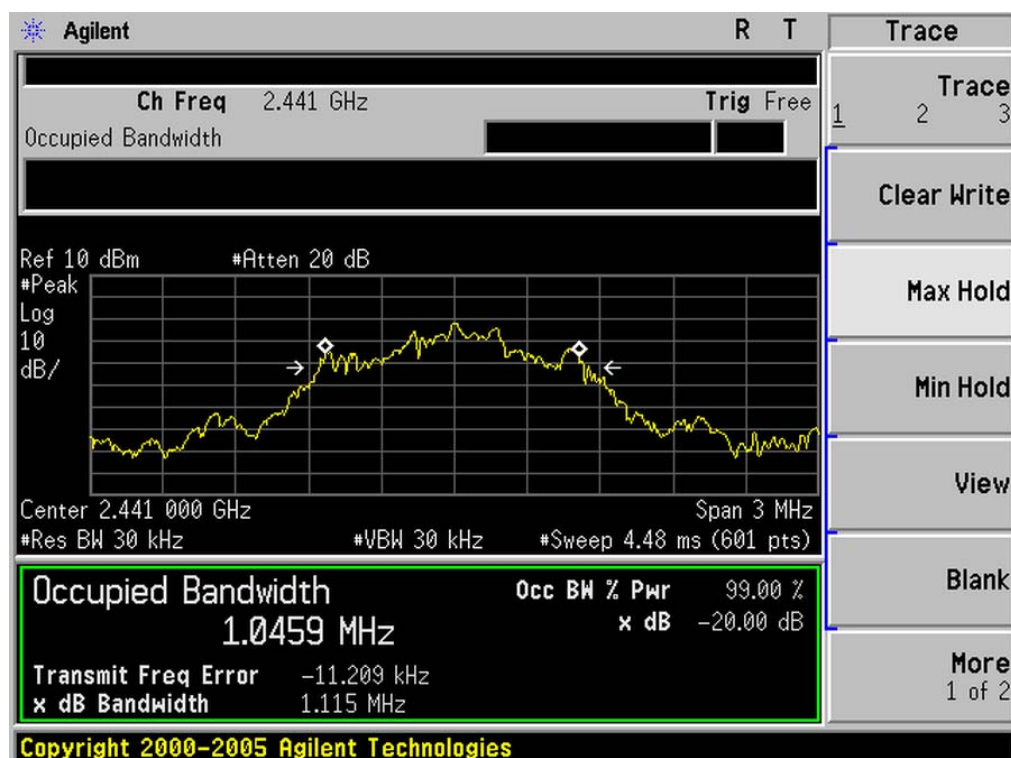 Agilent R T Trace
Ch Freq 2.441 GHz Trig Free
Occupied Bandwidth
Trace
1 2 3
Clear Write
Max Hold
Min Hold
View
Blank
More
1 of 2
Ref 10 dBm #Atten 20 dB
#Peak
Log
10
dB/
Center 2.441 000 GHz Span 3 MHz
#Res BW 30 kHz #VBW 30 kHz #Sweep 4.48 ms (601 pts)
Occupied Bandwidth Occ BW % Pwr 99.00 %
1.0459 MHz x dB -20.00 dB
Transmit Freq Error -11.209 kHz
x dB Bandwidth 1.115 MHz
Copyright 2000-2005 Agilent Technologies